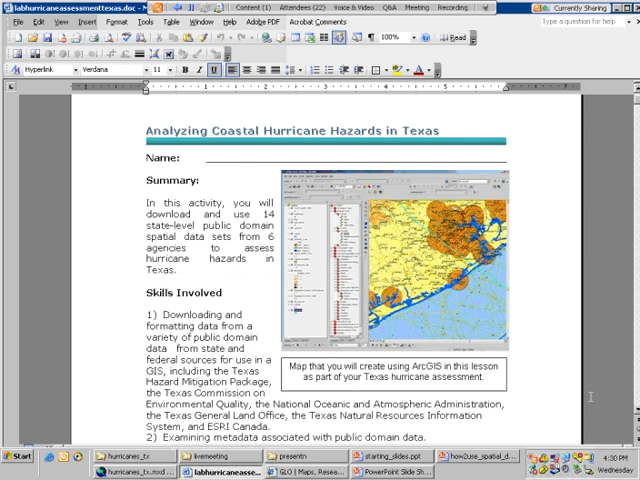 labhurricaneassessmenttexas.doc - M
Content (1) Attendees (22) Voice & Video Q&A Meeting Recording
Currently Sharing
File Edit View Insert Format Tools Table Window Help Adobe PDF Acrobat Comments
Type a question for help
100% Read
Hyperlink Verdana 11 B I U
Analyzing Coastal Hurricane Hazards in Texas
Name:
Summary:
In this activity, you will
download and use 14
state-level public domain
spatial data sets from 6
agencies to assess
hurricane hazards in
Texas.
Skills Involved
1) Downloading and
formatting data from a
variety of public domain
data from state and
federal sources for use in a
GIS, including the Texas
Hazard Mitigation Package,
Map that you will create using ArcGIS in this lesson
as part of your Texas hurricane assessment.
the Texas Commission on
Environmental Quality, the National Oceanic and Atmospheric Administration,
the Texas General Land Office, the Texas Natural Resources Information
System, and ESRI Canada.
2) Examining metadata associated with public domain data.
Start hurricanes_tx livemeeting presentn starting_slides.ppt how2use_spatial_d...
4:30 PM
hurricanes_tx.mxd ... labhurricaneasse... GLO | Maps, Resea... PowerPoint Slide Sh...
Wednesday